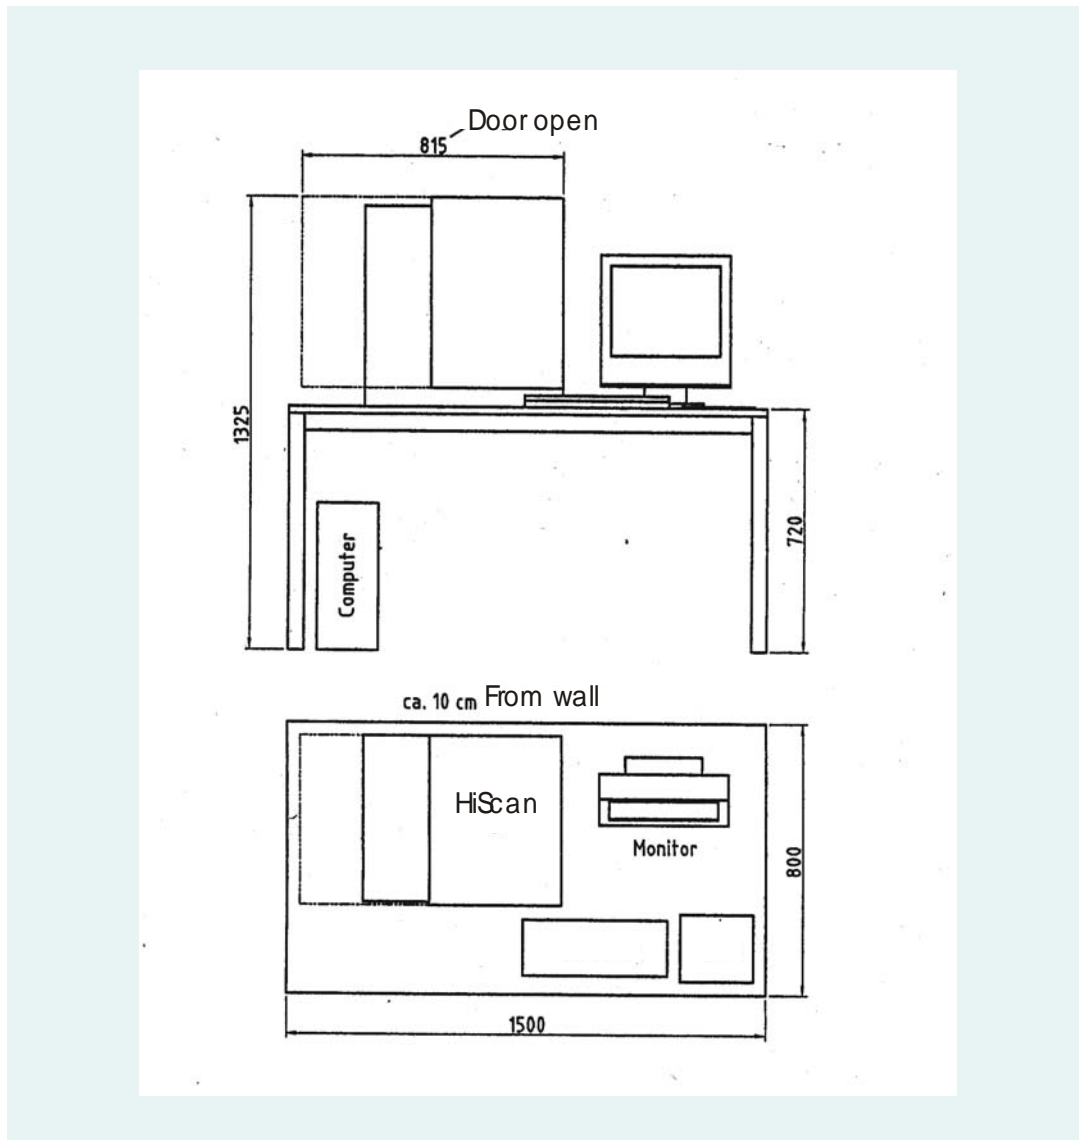 Door open
815
1325
720
Computer
ca. 10 cm From wall
HiScan
Monitor
800
1500